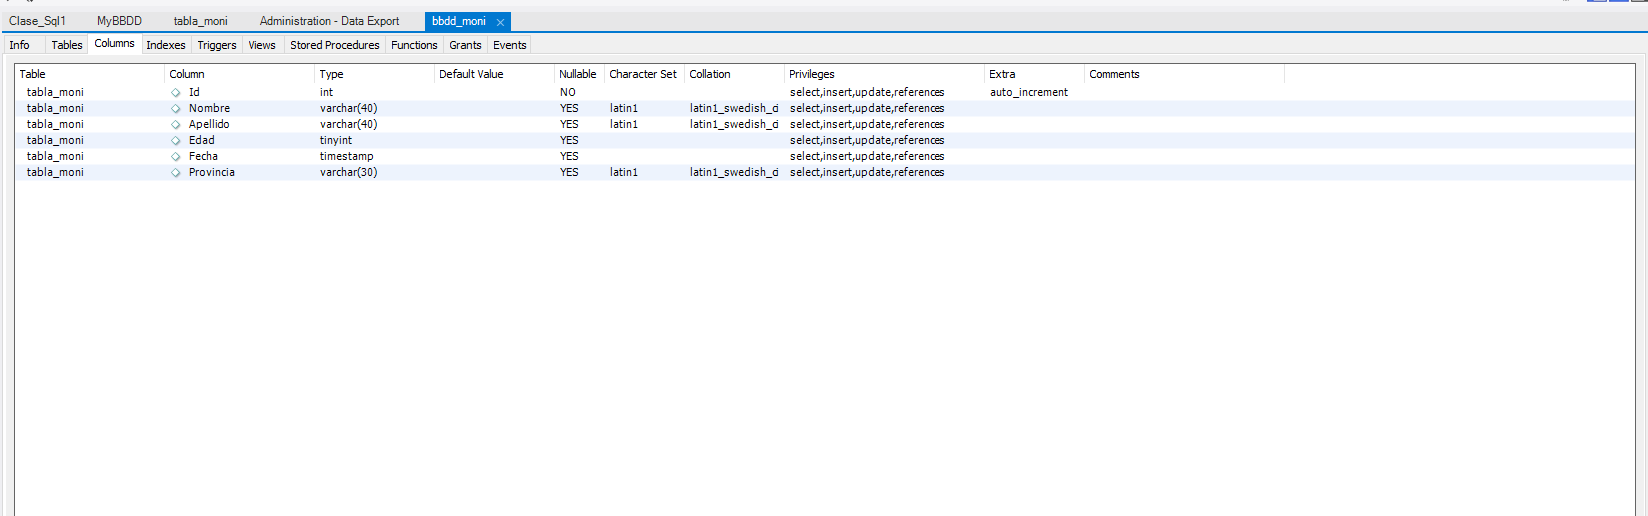 Clase_Sql1 MyBBDD tabla_moni Administration - Data Export bbdd_moni
Info Tables Columns Indexes Triggers Views Stored Procedures Functions Grants Events
Table Column Type Default Value Nullable Character Set Collation Privileges Extra Comments
tabla_moni Id int NO select,insert,update,references auto_increment
tabla_moni Nombre varchar(40) YES latin1 latin1_swedish_ci select,insert,update,references
tabla_moni Apellido varchar(40) YES latin1 latin1_swedish_ci select,insert,update,references
tabla_moni Edad tinyint YES select,insert,update,references
tabla_moni Fecha timestamp YES select,insert,update,references
tabla_moni Provincia varchar(30) YES latin1 latin1_swedish_ci select,insert,update,references